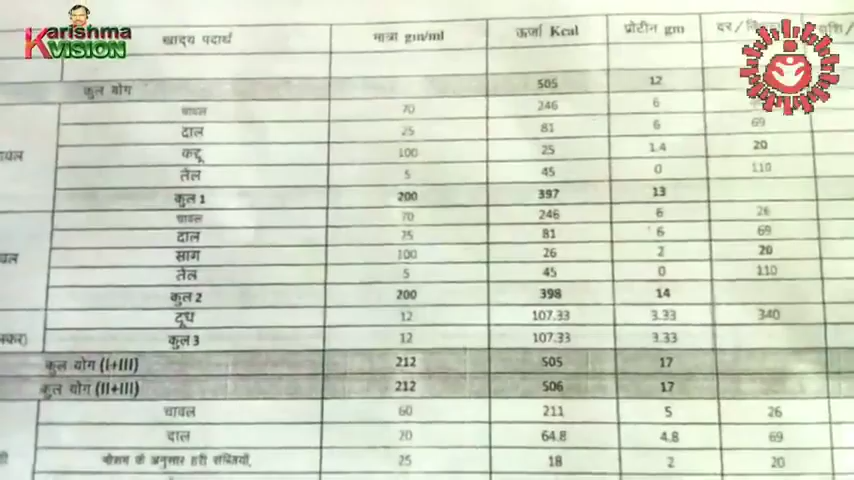 Karishma
VISION
खाद्य पदार्थ मात्रा gm/ml ऊर्जा Kcal प्रोटीन gm दर/
कुल योग 505 12
चावल 70 246 6
दाल 25 81 6 69
कद्दू 100 25 1.4 20
तेल 5 45 0 110
कुल 1 200 397 13
चावल 70 246 6 26
दाल 25 81 6 69
साग 100 26 2 20
तेल 5 45 0 110
कुल 2 200 398 14
दूध 12 107.33 3.33 340
कुल 3 12 107.33 3.33
कुल योग (I+III) 212 505 17
कुल योग (II+III) 212 506 17
चावल 60 211 5 26
दाल 20 64.8 4.8 69
मौसम के अनुसार हरी सब्जियाँ, 25 18 2 20